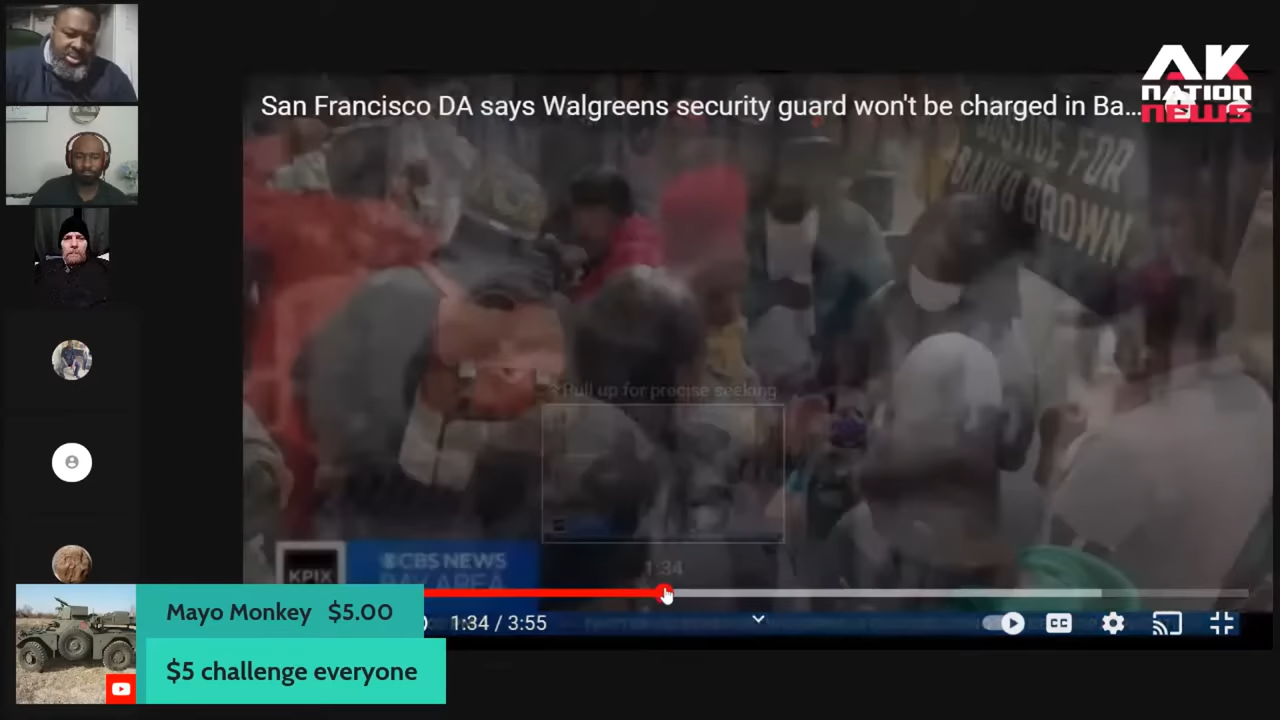 AK
NATION
NEWS
San Francisco DA says Walgreens security guard won't be charged in Ba...
JUSTICE FOR
BANKO BROWN
Pull up for precise seeking
1:34
KPIX
CBS NEWS
BAY AREA
1:34 / 3:55
CC
Mayo Monkey $5.00
$5 challenge everyone